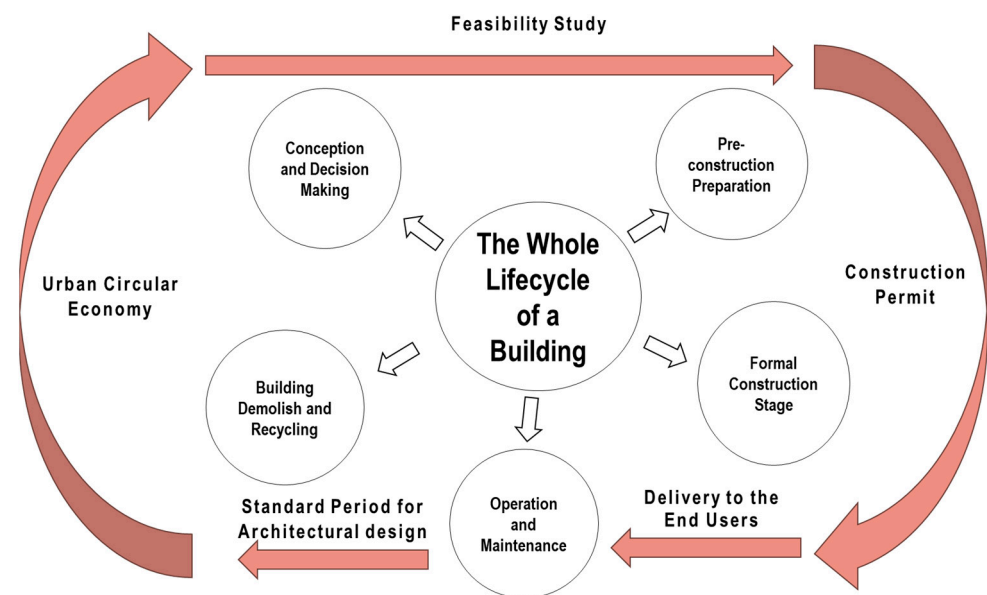 Feasibility Study
Conception
and Decision
Making
Pre-
construction
Preparation
The Whole
Lifecycle
of a
Building
Urban Circular
Economy
Construction
Permit
Building
Demolish and
Recycling
Formal
Construction
Stage
Standard Period for
Architectural design
Operation
and
Maintenance
Delivery to the
End Users